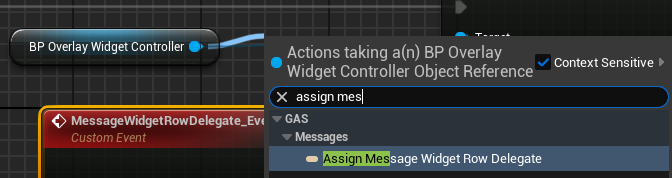 BP Overlay Widget Controller
Target
Actions taking a(n) BP Overlay
Widget Controller Object Reference
Context Sensitive
assign mes
MessageWidgetRowDelegate_Eve
Custom Event
GAS
Messages
Assign Message Widget Row Delegate